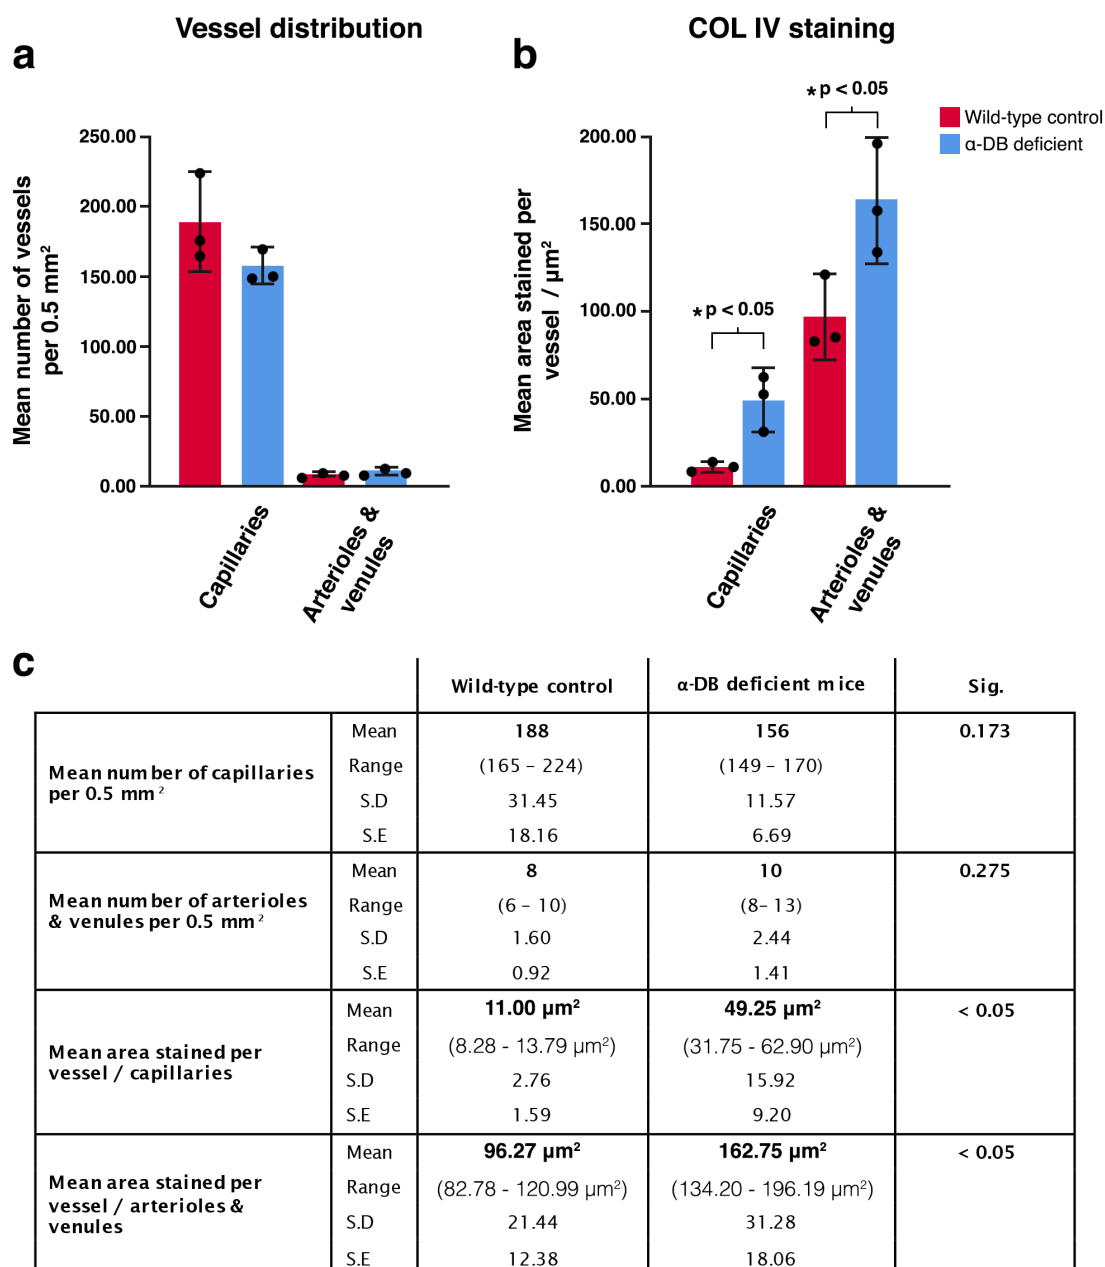 Vessel distribution
a
Mean number of vessels
per 0.5 mm²
250.00
200.00
150.00
100.00
50.00
0.00
Capillaries
Arterioles &
venules
COL IV staining
b
Mean area stained per
vessel / µm²
200.00
150.00
100.00
50.00
0.00
* p < 0.05
* p < 0.05
Capillaries
Arterioles &
venules
Wild-type control
α-DB deficient
c
Wild-type control α-DB deficient mice Sig.
Mean number of capillaries
per 0.5 mm²
Mean 188 156 0.173
Range (165 – 224) (149 – 170)
S.D 31.45 11.57
S.E 18.16 6.69
Mean number of arterioles
& venules per 0.5 mm²
Mean 8 10 0.275
Range (6 – 10) (8– 13)
S.D 1.60 2.44
S.E 0.92 1.41
Mean area stained per
vessel / capillaries
Mean 11.00 µm² 49.25 µm² < 0.05
Range (8.28 - 13.79 µm²) (31.75 - 62.90 µm²)
S.D 2.76 15.92
S.E 1.59 9.20
Mean area stained per
vessel / arterioles &
venules
Mean 96.27 µm² 162.75 µm² < 0.05
Range (82.78 - 120.99 µm²) (134.20 - 196.19 µm²)
S.D 21.44 31.28
S.E 12.38 18.06